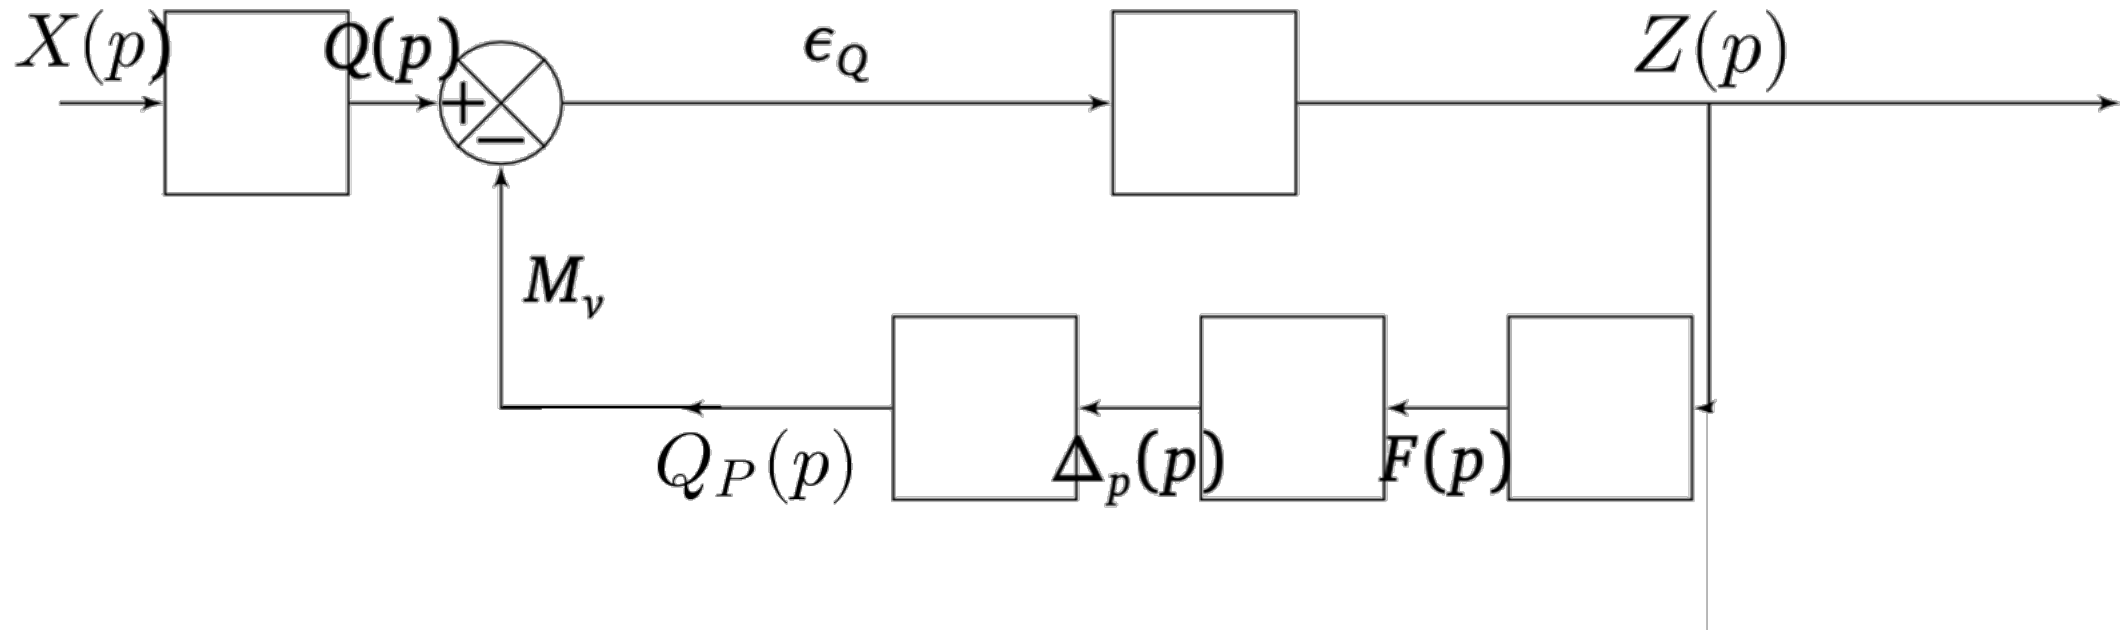 X(p) Q(p) ϵ_Q Z(p)
+
−
M_v
Q_P(p) Δ_p(p) F(p)